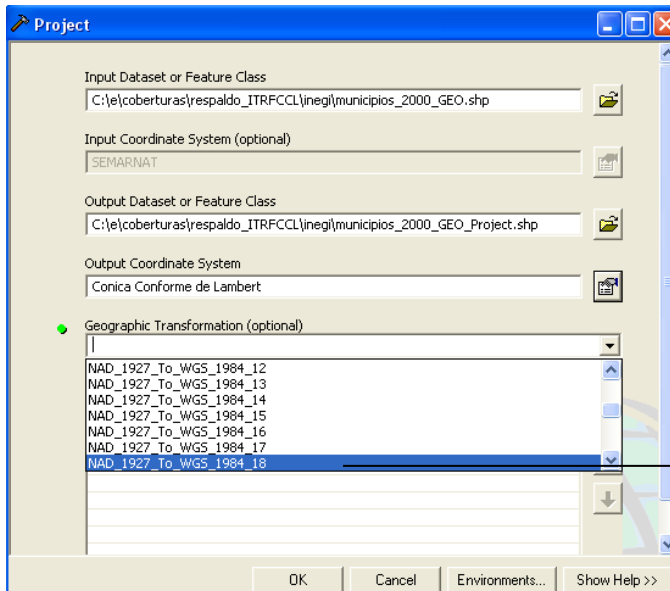 Project
Input Dataset or Feature Class
C:\e\coberturas\respaldo_ITRFCCL\inegi\municipios_2000_GEO.shp
Input Coordinate System (optional)
SEMARNAT
Output Dataset or Feature Class
C:\e\coberturas\respaldo_ITRFCCL\inegi\municipios_2000_GEO_Project.shp
Output Coordinate System
Conica Conforme de Lambert
Geographic Transformation (optional)
NAD_1927_To_WGS_1984_12
NAD_1927_To_WGS_1984_13
NAD_1927_To_WGS_1984_14
NAD_1927_To_WGS_1984_15
NAD_1927_To_WGS_1984_16
NAD_1927_To_WGS_1984_17
NAD_1927_To_WGS_1984_18
OK Cancel Environments... Show Help >>